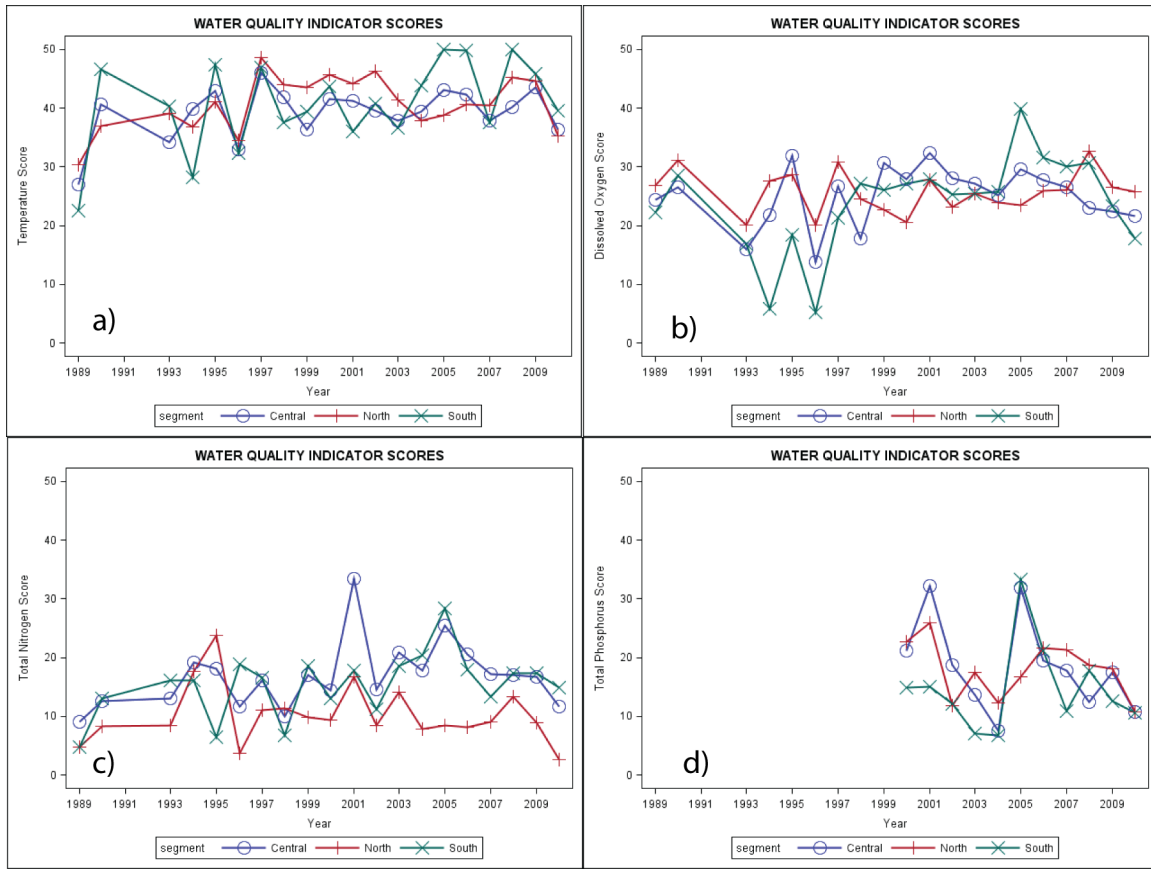 WATER QUALITY INDICATOR SCORES
50
40
30
20
10
0
Temperature Score
a)
1989 1991 1993 1995 1997 1999 2001 2003 2005 2007 2009
Year
segment Central North South
WATER QUALITY INDICATOR SCORES
50
40
30
20
10
0
Dissolved Oxygen Score
b)
1989 1991 1993 1995 1997 1999 2001 2003 2005 2007 2009
Year
segment Central North South
WATER QUALITY INDICATOR SCORES
50
40
30
20
10
0
Total Nitrogen Score
c)
1989 1991 1993 1995 1997 1999 2001 2003 2005 2007 2009
Year
segment Central North South
WATER QUALITY INDICATOR SCORES
50
40
30
20
10
0
Total Phosphorus Score
d)
1989 1991 1993 1995 1997 1999 2001 2003 2005 2007 2009
Year
segment Central North South